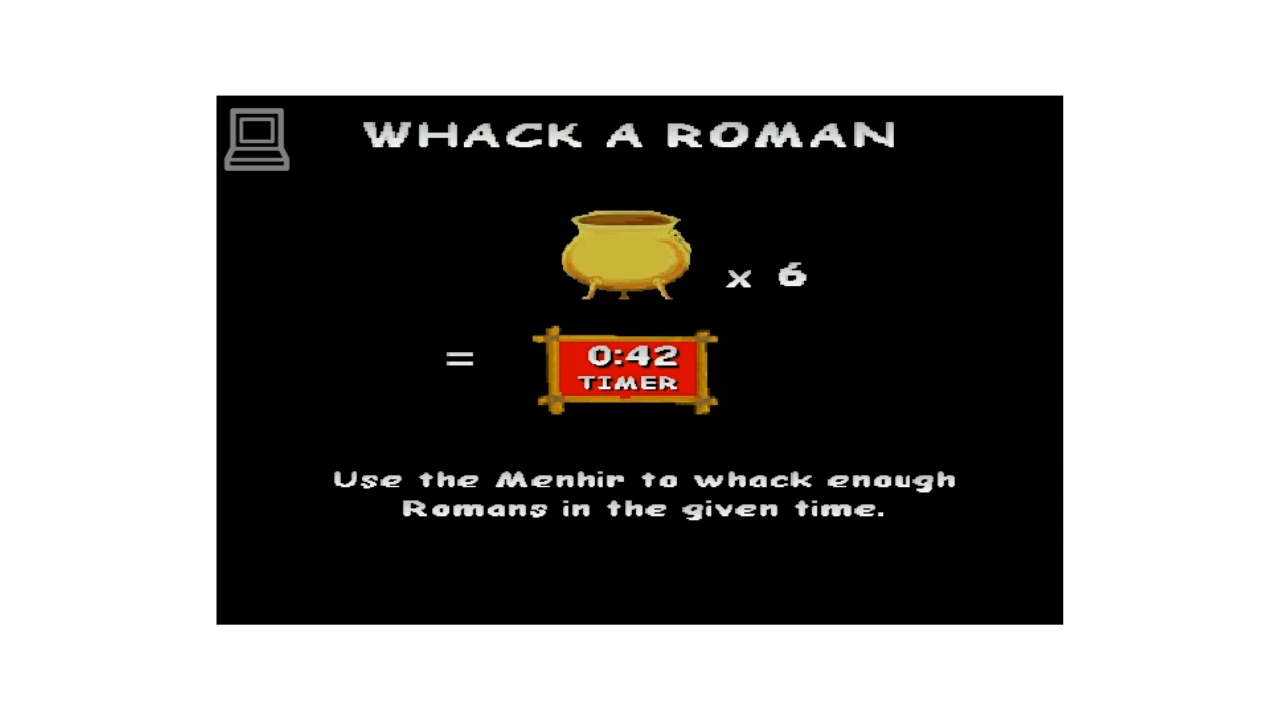 WHACK A ROMAN
x 6
=
0:42
TIMER
Use the Menhir to whack enough
Romans in the given time.